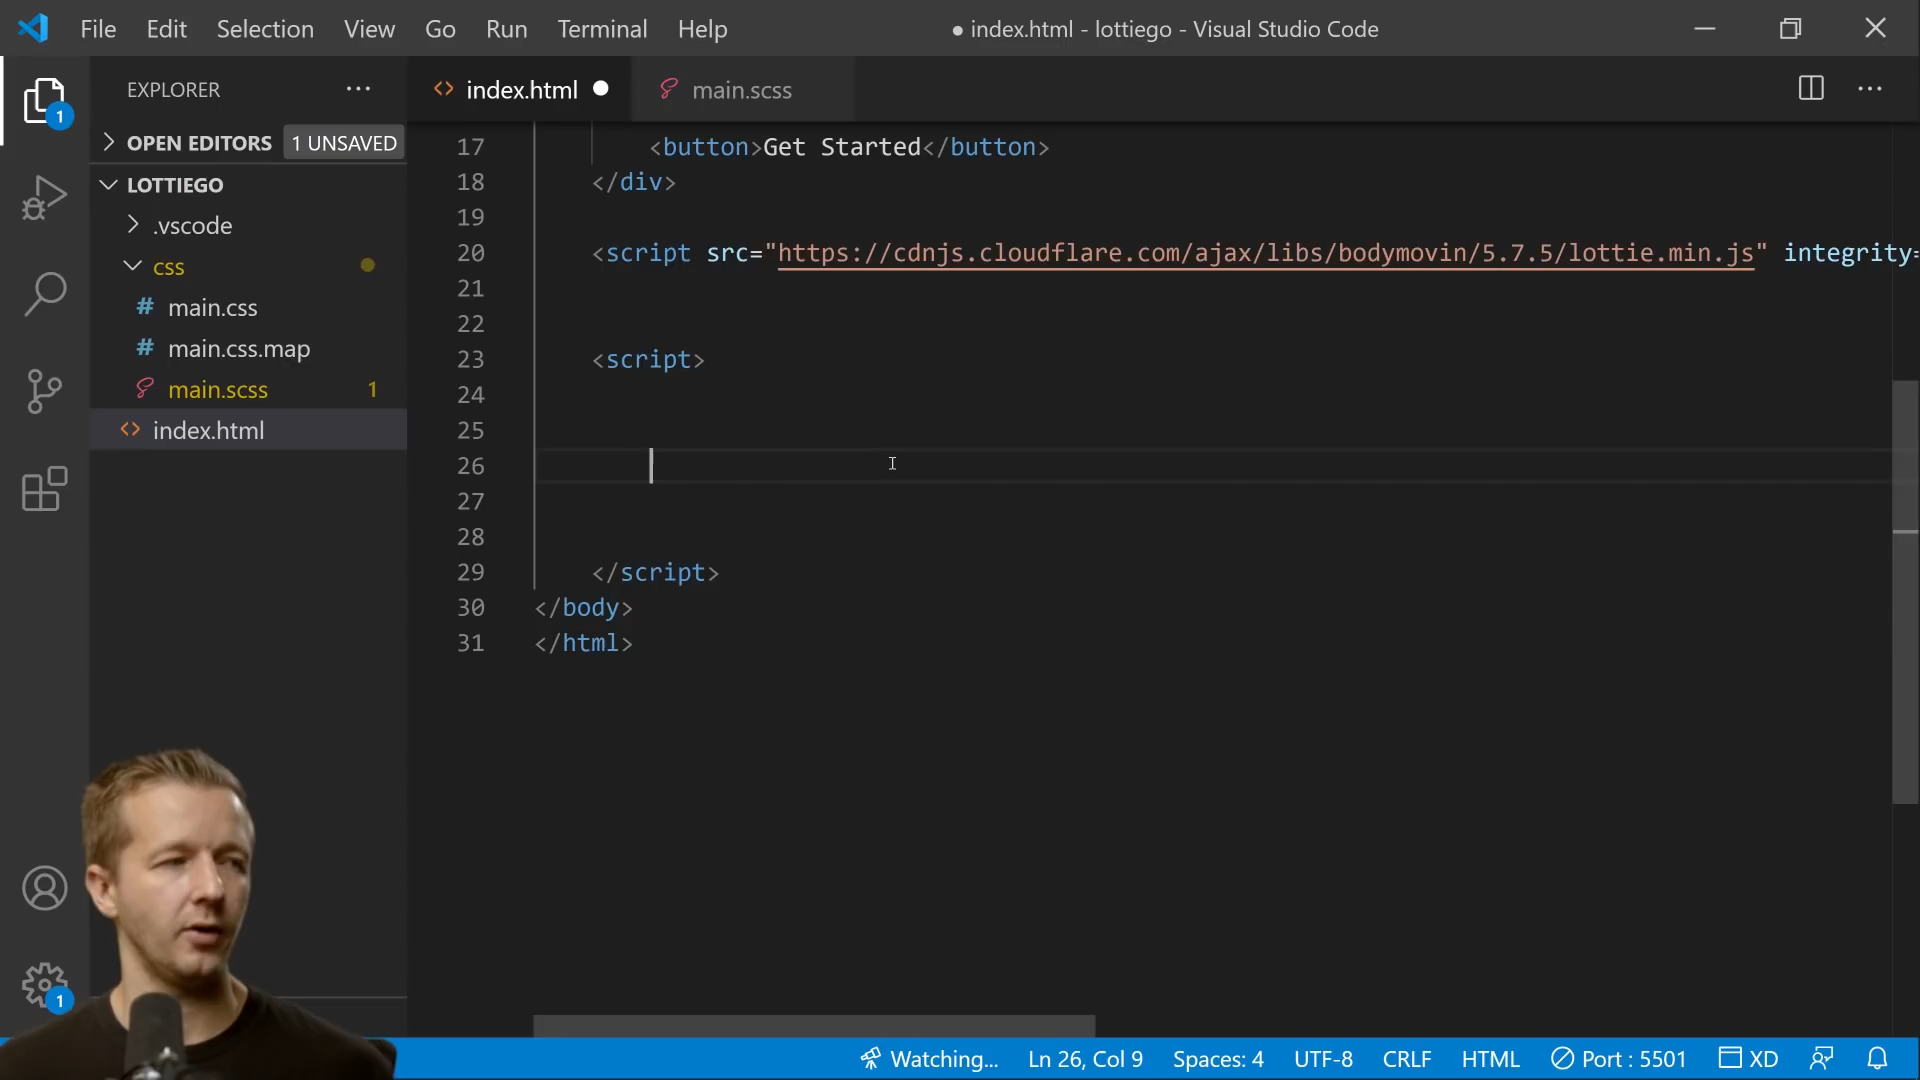 File Edit Selection View Go Run Terminal Help ● index.html - lottiego - Visual Studio Code
EXPLORER ··· <> index.html ● main.scss ···
OPEN EDITORS 1 UNSAVED
LOTTIEGO
.vscode
css
# main.css
# main.css.map
main.scss 1
<> index.html
1
17 <button>Get Started</button>
18 </div>
19
20 <script src="https://cdnjs.cloudflare.com/ajax/libs/bodymovin/5.7.5/lottie.min.js" integrity=
21
22
23 <script>
24
25
26
27
28
29 </script>
30 </body>
31 </html>
1
Watching... Ln 26, Col 9 Spaces: 4 UTF-8 CRLF HTML Port : 5501 XD